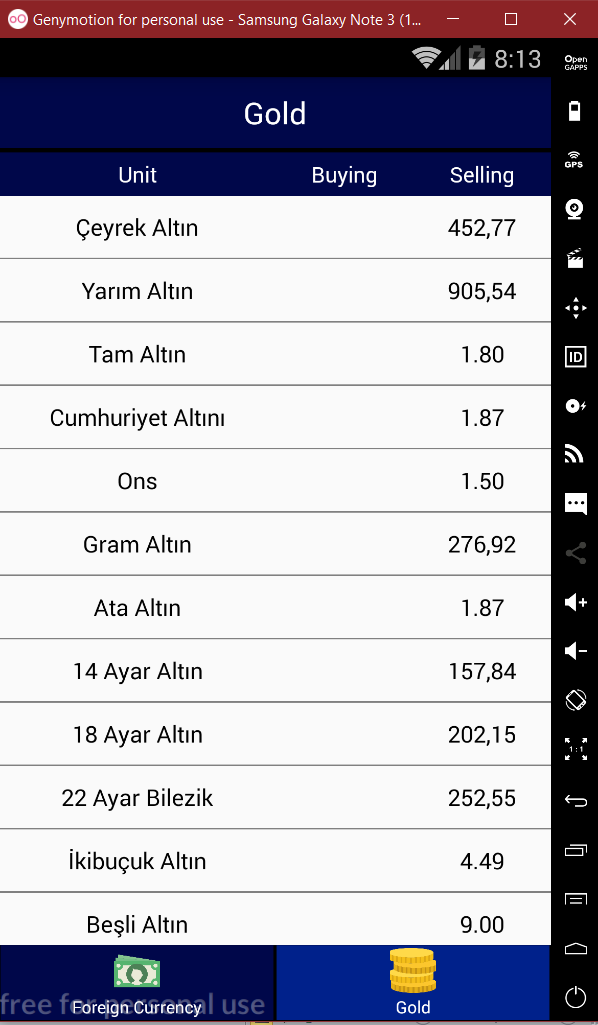 Genymotion for personal use - Samsung Galaxy Note 3 (1...
8:13
Open
GAPPS
Gold
GPS
Unit Buying Selling
Çeyrek Altın 452,77
Yarım Altın 905,54
ID
Tam Altın 1.80
Cumhuriyet Altını 1.87
Ons 1.50
Gram Altın 276,92
Ata Altın 1.87
14 Ayar Altın 157,84
18 Ayar Altın 202,15
1:1
22 Ayar Bilezik 252,55
İkibuçuk Altın 4.49
Beşli Altın 9.00
free for personal use
Foreign Currency Gold